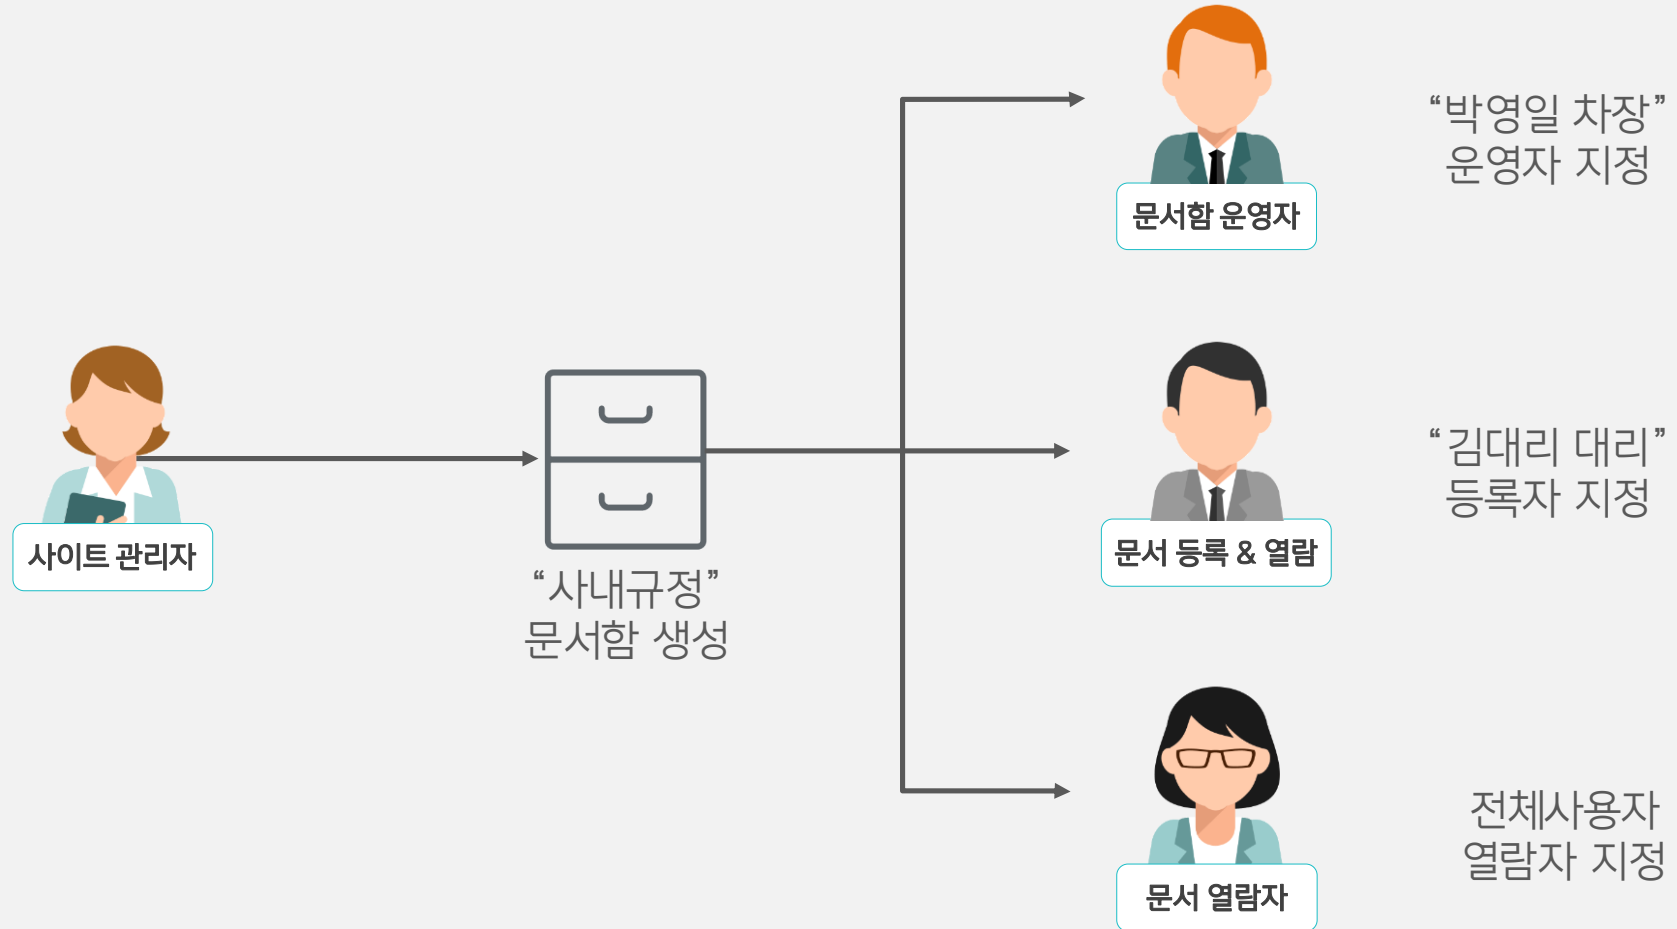 사이트 관리자
“사내규정”
문서함 생성
문서함 운영자
“박영일 차장”
운영자 지정
문서 등록 & 열람
“김대리 대리”
등록자 지정
문서 열람자
전체사용자
열람자 지정